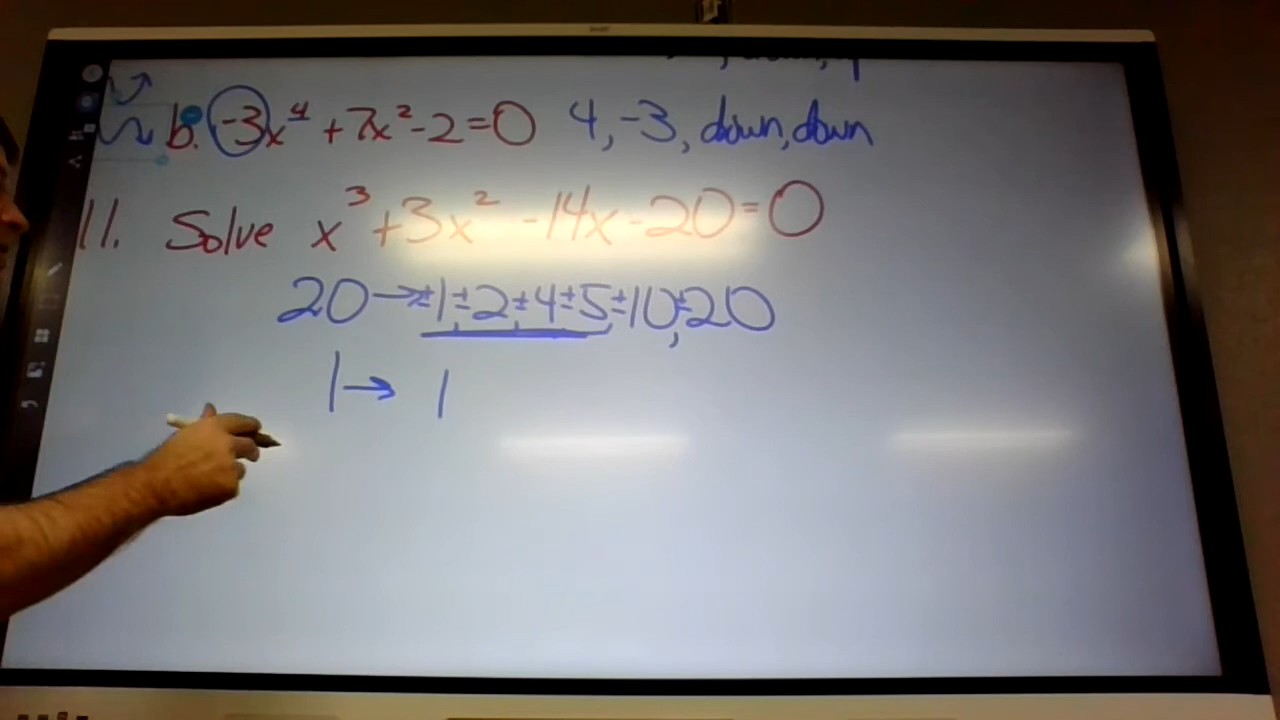 b. -3x⁴ + 7x² - 2 = 0 4, -3, down, down
11. Solve x³ + 3x² - 14x - 20 = 0
20 → ±1, ±2, ±4, ±5, ±10, ±20
1 → 1